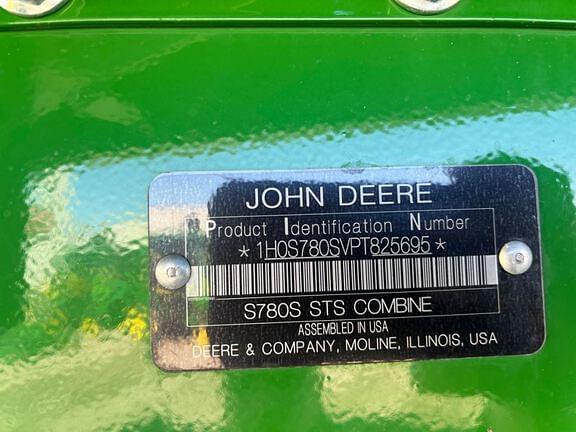 JOHN DEERE
Product Identification Number
*1H0S780SVPT825695*
S780S STS COMBINE
ASSEMBLED IN USA
DEERE & COMPANY, MOLINE, ILLINOIS, USA